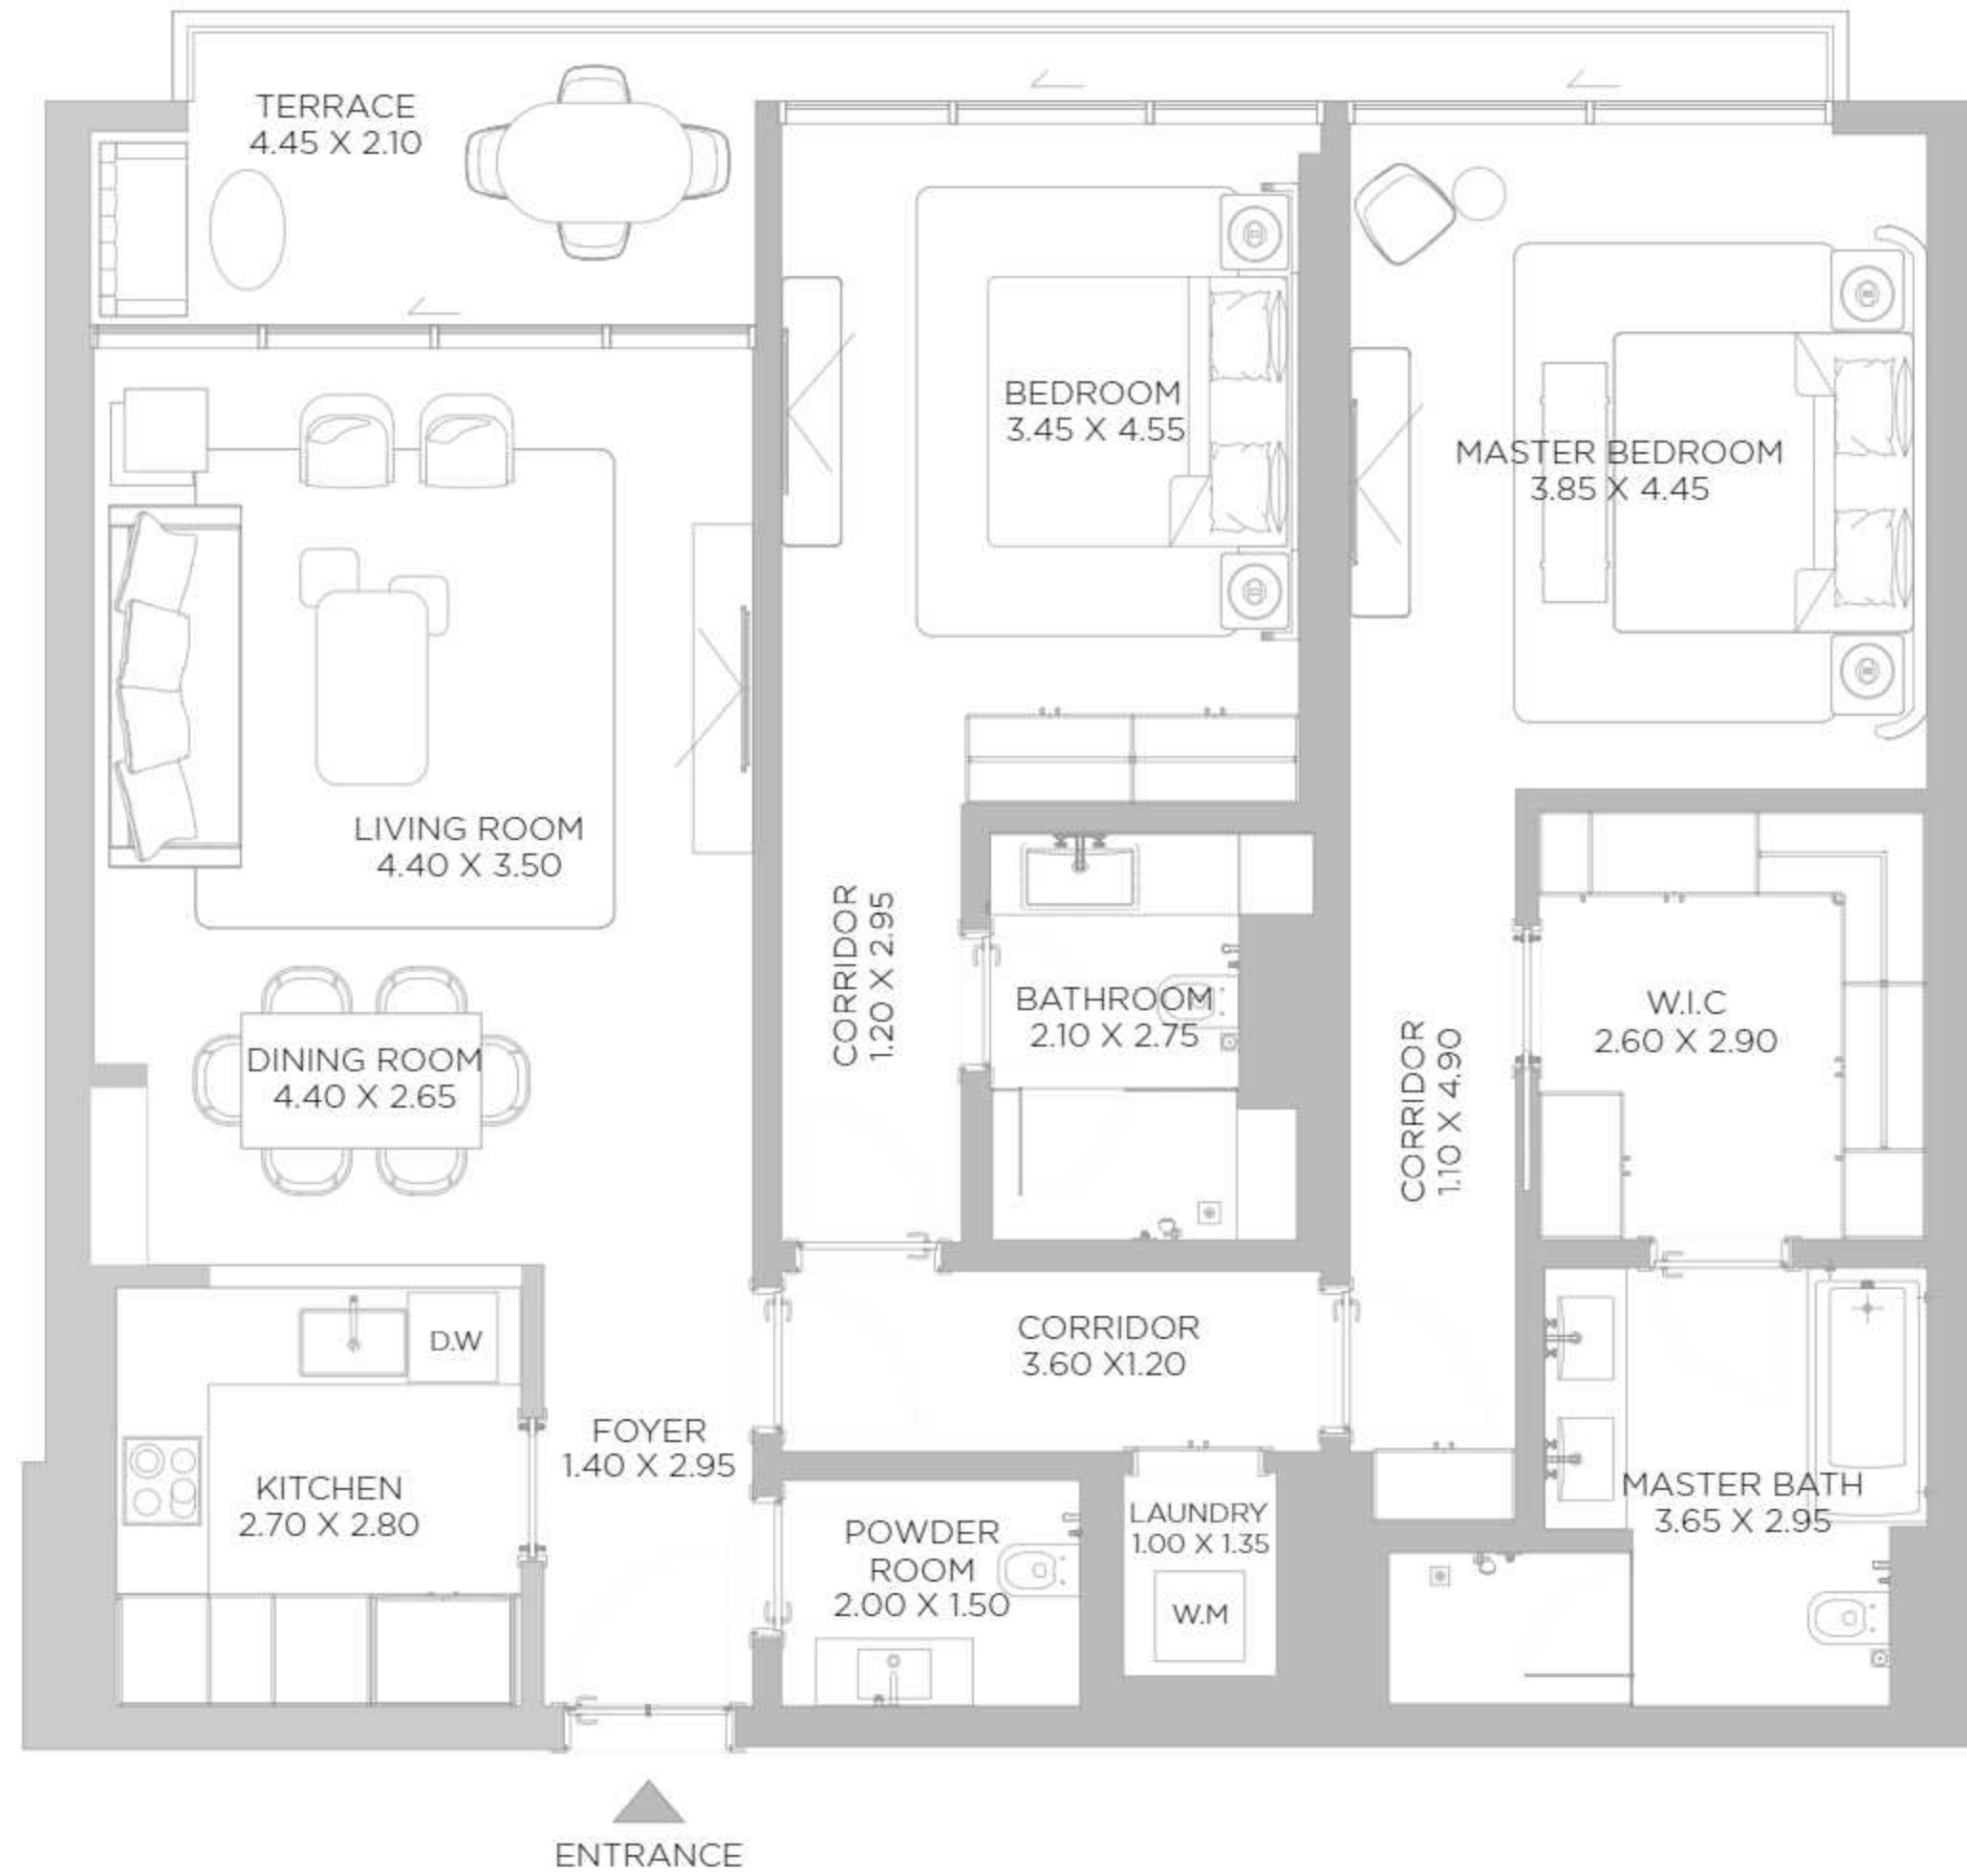 TERRACE
4.45 X 2.10
BEDROOM
3.45 X 4.55
MASTER BEDROOM
3.85 X 4.45
LIVING ROOM
4.40 X 3.50
CORRIDOR
1.20 X 2.95
BATHROOM
2.10 X 2.75
W.I.C
2.60 X 2.90
CORRIDOR
1.10 X 4.90
DINING ROOM
4.40 X 2.65
D.W
CORRIDOR
3.60 X1.20
FOYER
1.40 X 2.95
KITCHEN
2.70 X 2.80
MASTER BATH
3.65 X 2.95
POWDER
ROOM
2.00 X 1.50
LAUNDRY
1.00 X 1.35
W.M
ENTRANCE